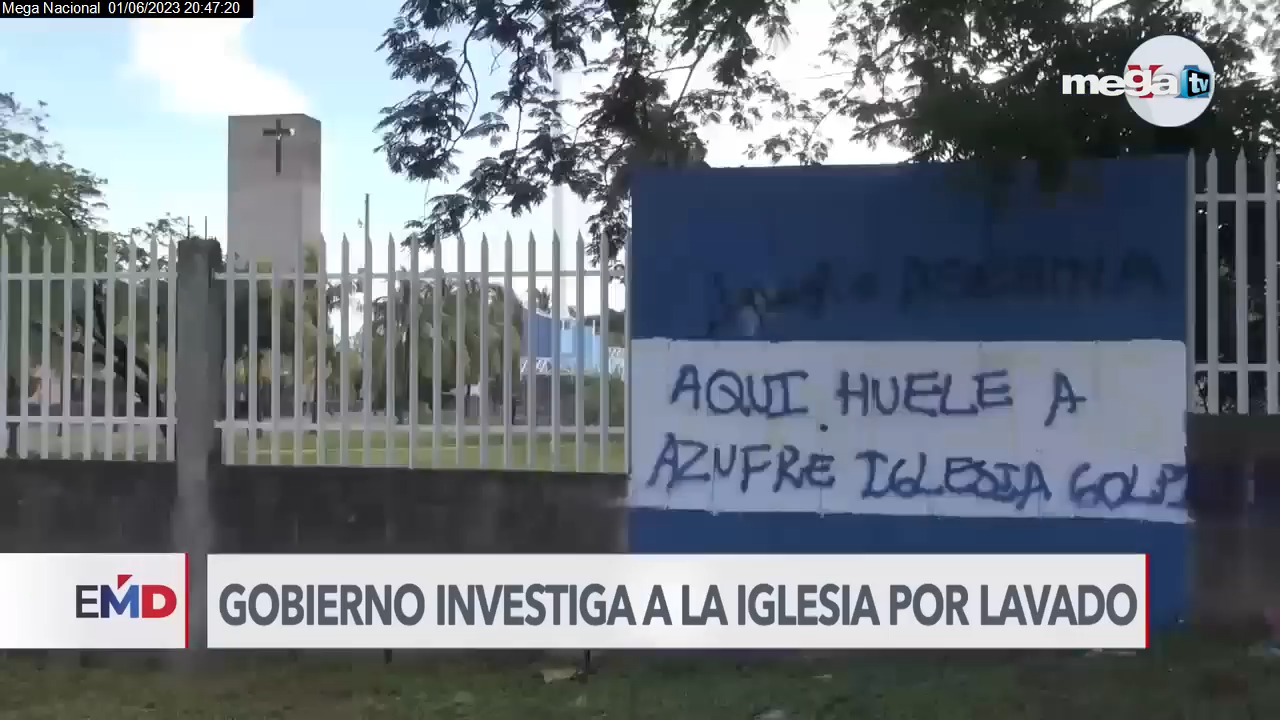 Mega Nacional 01/06/2023 20:47:20
mega tv
AQUI HUELE A
AZUFRE IGLESIA GOLPI
EMD
GOBIERNO INVESTIGA A LA IGLESIA POR LAVADO